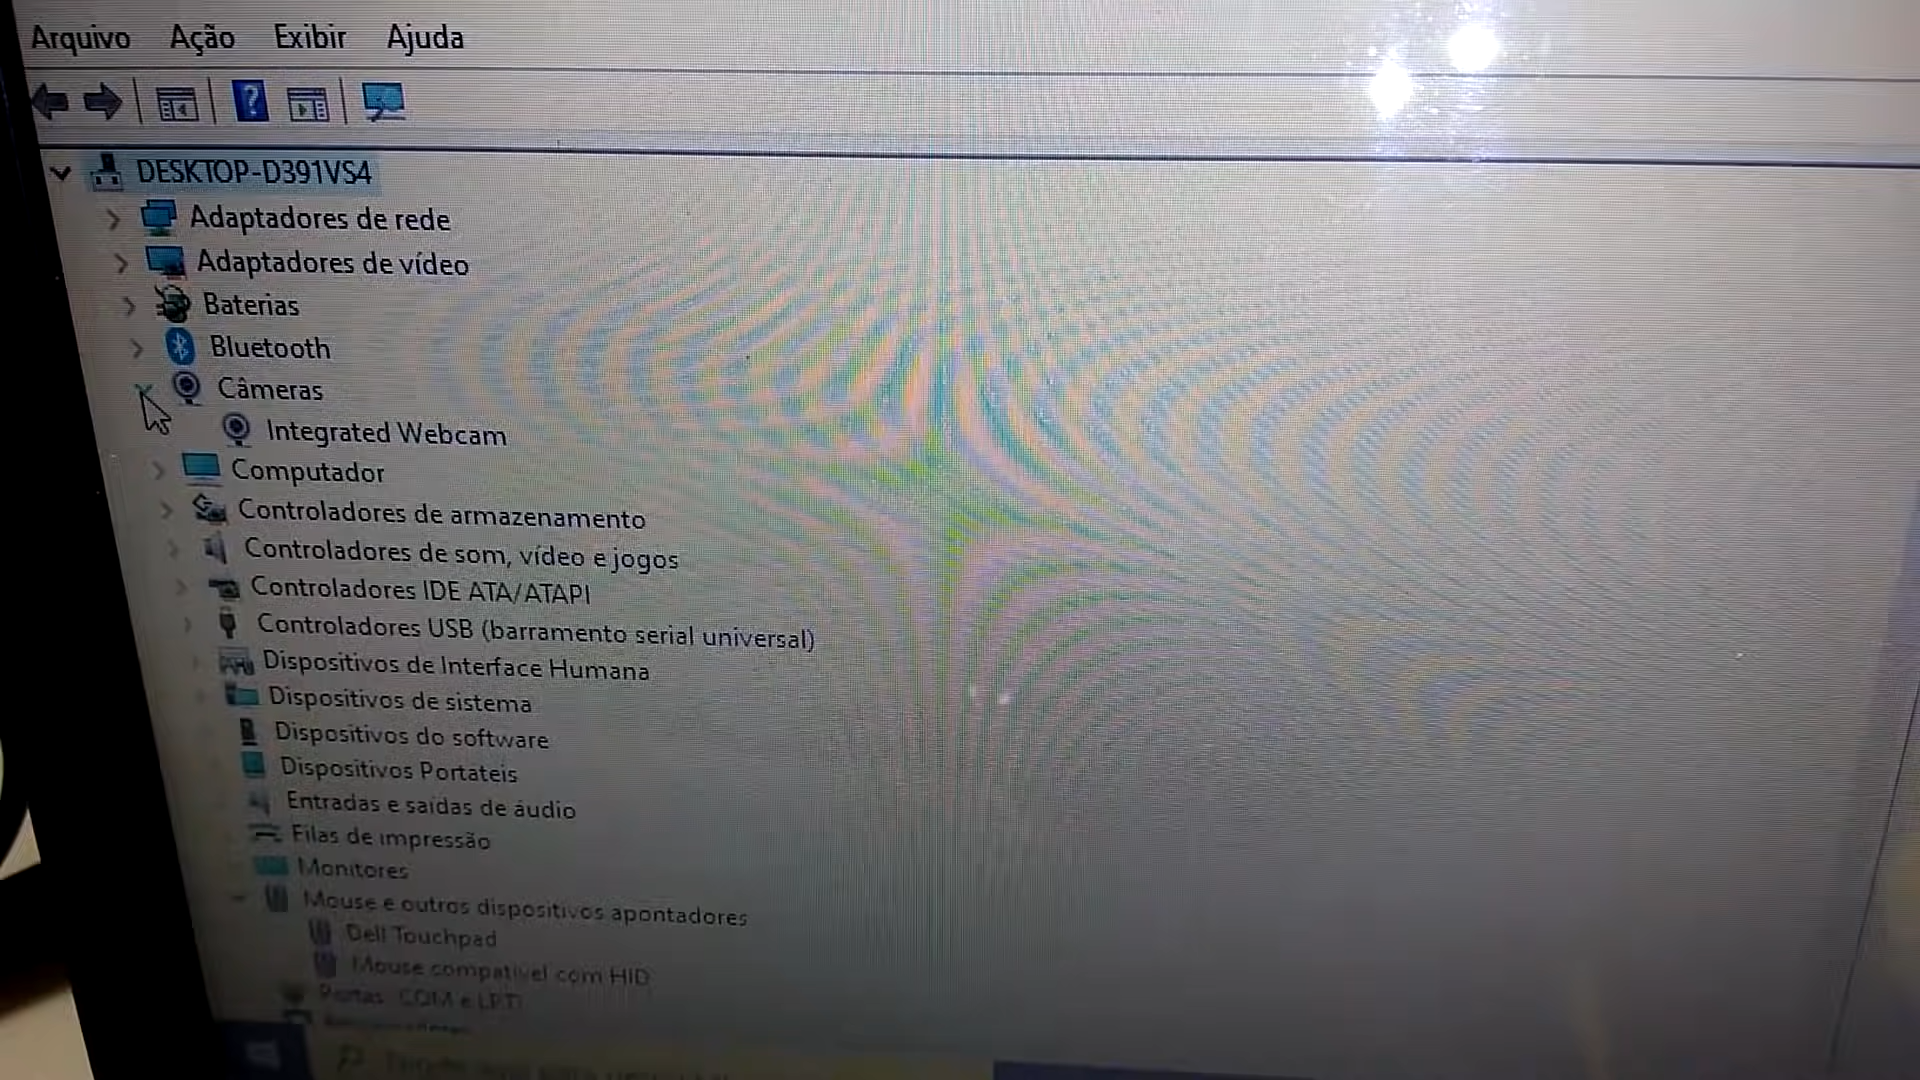 Arquivo Ação Exibir Ajuda
?
DESKTOP-D391VS4
Adaptadores de rede
Adaptadores de vídeo
Baterias
Bluetooth
Câmeras
Integrated Webcam
Computador
Controladores de armazenamento
Controladores de som, vídeo e jogos
Controladores IDE ATA/ATAPI
Controladores USB (barramento serial universal)
Dispositivos de Interface Humana
Dispositivos de sistema
Dispositivos do software
Dispositivos Portáteis
Entradas e saídas de áudio
Filas de impressão
Monitores
Mouse e outros dispositivos apontadores
Dell Touchpad
Mouse compatível com HID
Portas COM e LPT